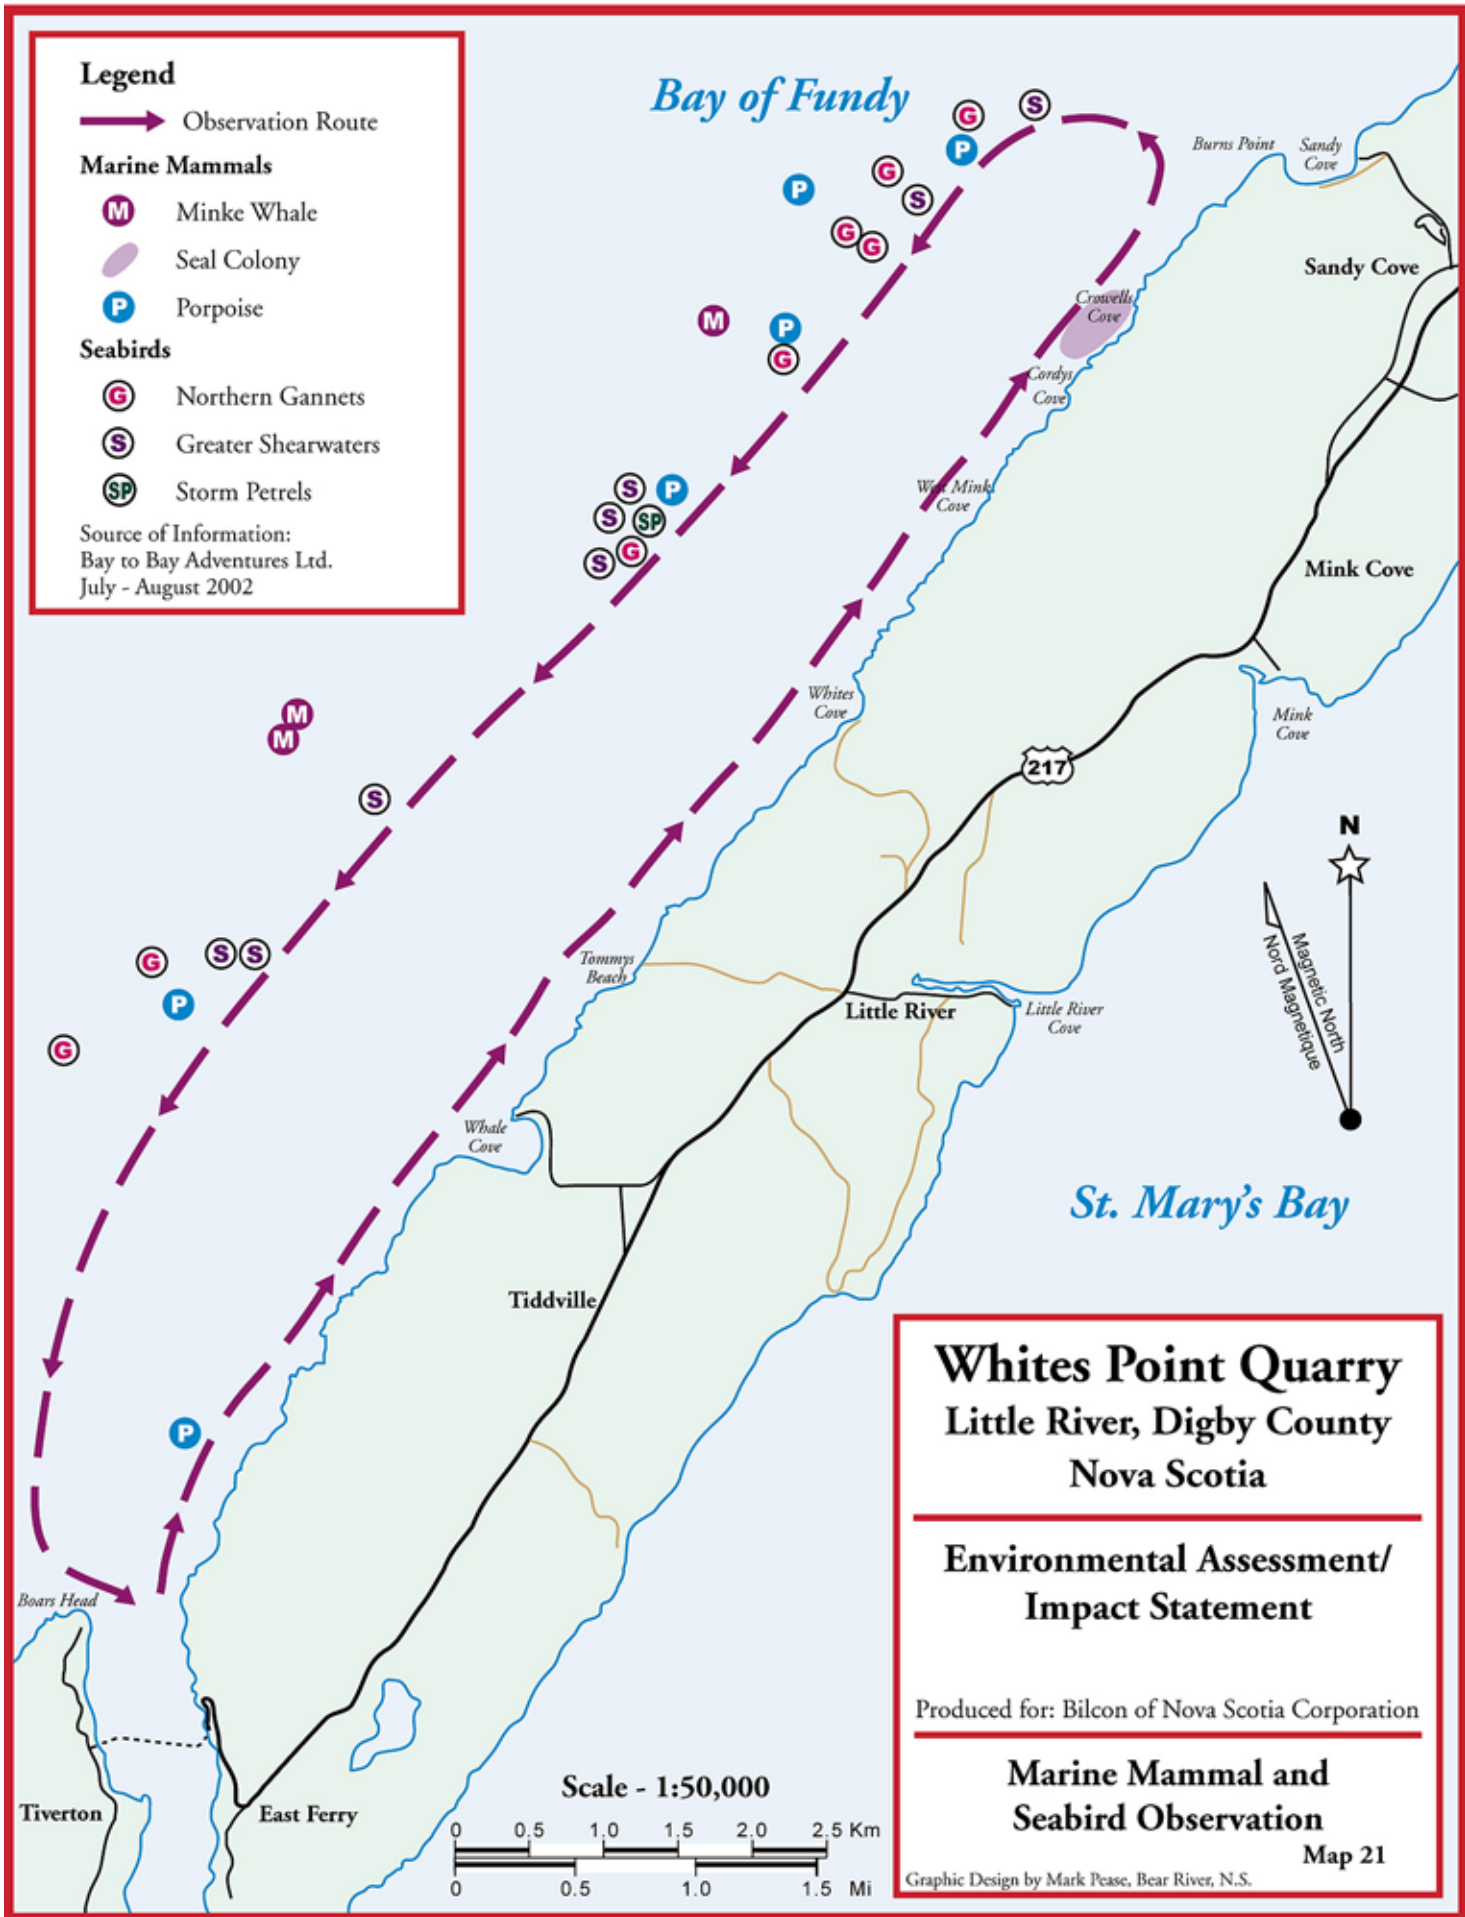 Legend
Observation Route
Marine Mammals
M Minke Whale
Seal Colony
P Porpoise
Seabirds
G Northern Gannets
S Greater Shearwaters
SP Storm Petrels
Source of Information:
Bay to Bay Adventures Ltd.
July - August 2002
Bay of Fundy
G
S
P
G
P
S
G
G
M
P
G
S
P
S
SP
G
S
M
M
S
G
S
S
P
G
P
Burns Point
Sandy
Cove
Sandy Cove
Crowells
Cove
Cordys
Cove
West Mink
Cove
Mink Cove
Whites
Cove
Mink
Cove
217
N
Magnetic North
Nord Magnetique
Tommys
Beach
Little River
Little River
Cove
Whale
Cove
St. Mary's Bay
Tiddville
Boars Head
Tiverton
East Ferry
Scale - 1:50,000
0 0.5 1.0 1.5 2.0 2.5 Km
0 0.5 1.0 1.5 Mi
Whites Point Quarry
Little River, Digby County
Nova Scotia
Environmental Assessment/
Impact Statement
Produced for: Bilcon of Nova Scotia Corporation
Marine Mammal and
Seabird Observation
Map 21
Graphic Design by Mark Pease, Bear River, N.S.